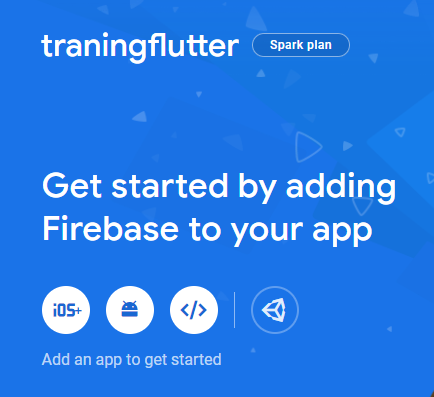 traningflutter Spark plan
Get started by adding
Firebase to your app
iOS+
Add an app to get started